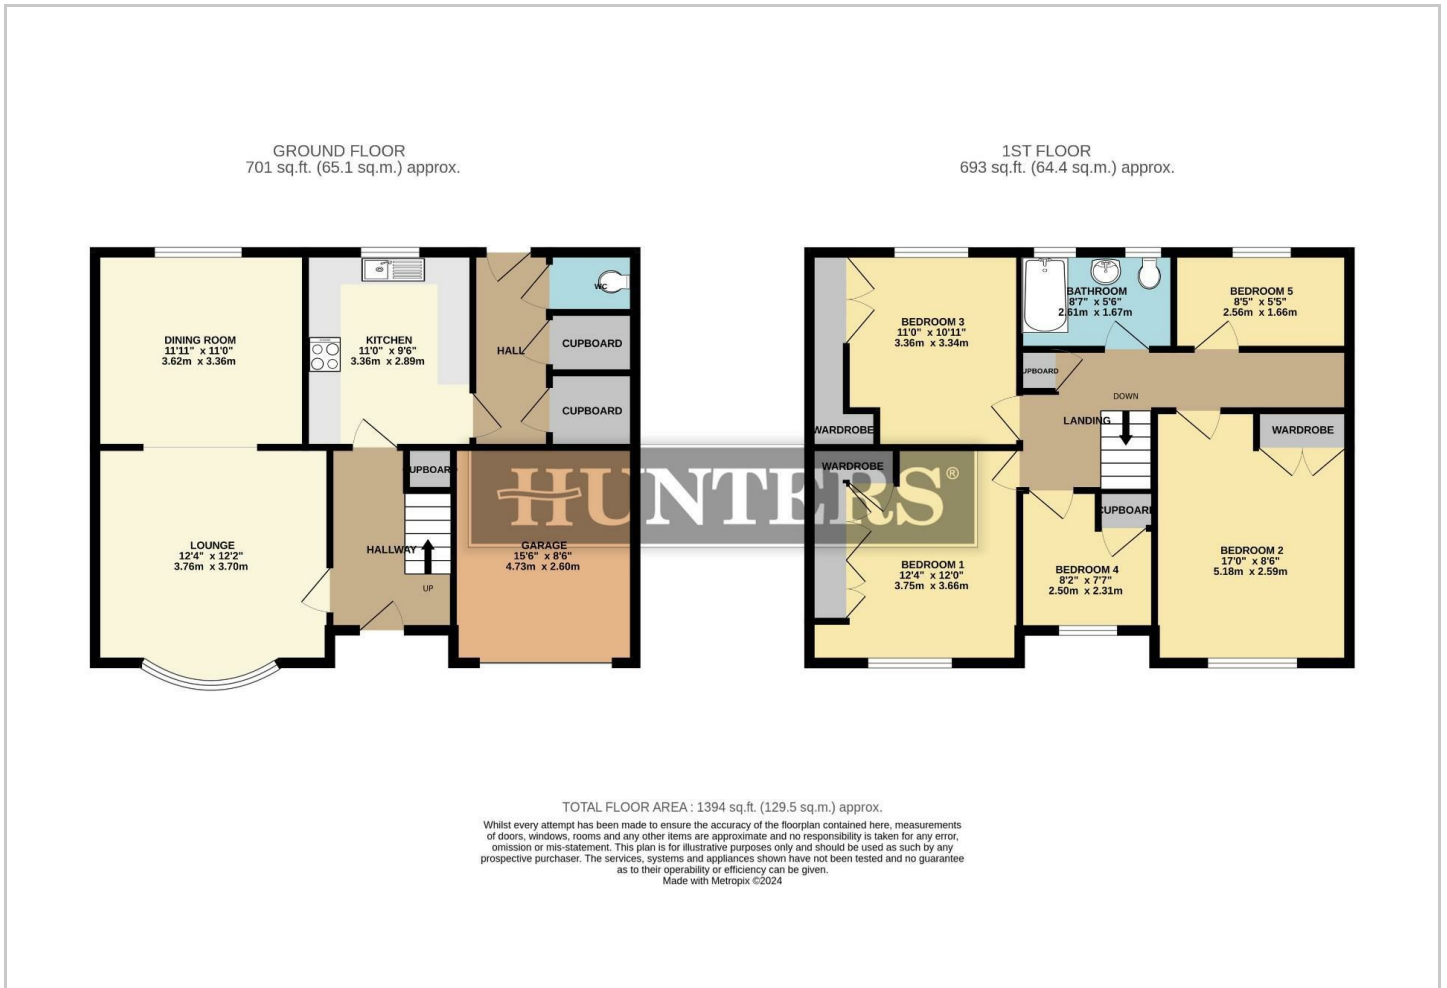 GROUND FLOOR
701 sq.ft. (65.1 sq.m.) approx.
1ST FLOOR
693 sq.ft. (64.4 sq.m.) approx.
DINING ROOM
11'11" x 11'0"
3.62m x 3.36m
KITCHEN
11'0" x 9'6"
3.36m x 2.89m
HALL
WC
CUPBOARD
CUPBOARD
CUPBOARD
LOUNGE
12'4" x 12'2"
3.76m x 3.70m
HALLWAY
UP
GARAGE
15'6" x 8'6"
4.73m x 2.60m
HUNTERS®
BEDROOM 3
11'0" x 10'11"
3.36m x 3.34m
BATHROOM
8'7" x 5'6"
2.61m x 1.67m
BEDROOM 5
8'5" x 5'5"
2.56m x 1.66m
UPBOARD
DOWN
LANDING
WARDROBE
WARDROBE
WARDROBE
CUPBOARD
BEDROOM 1
12'4" x 12'0"
3.75m x 3.66m
BEDROOM 4
8'2" x 7'7"
2.50m x 2.31m
BEDROOM 2
17'0" x 8'6"
5.18m x 2.59m
TOTAL FLOOR AREA : 1394 sq.ft. (129.5 sq.m.) approx.
Whilst every attempt has been made to ensure the accuracy of the floorplan contained here, measurements
of doors, windows, rooms and any other items are approximate and no responsibility is taken for any error,
omission or mis-statement. This plan is for illustrative purposes only and should be used as such by any
prospective purchaser. The services, systems and appliances shown have not been tested and no guarantee
as to their operability or efficiency can be given.
Made with Metropix ©2024